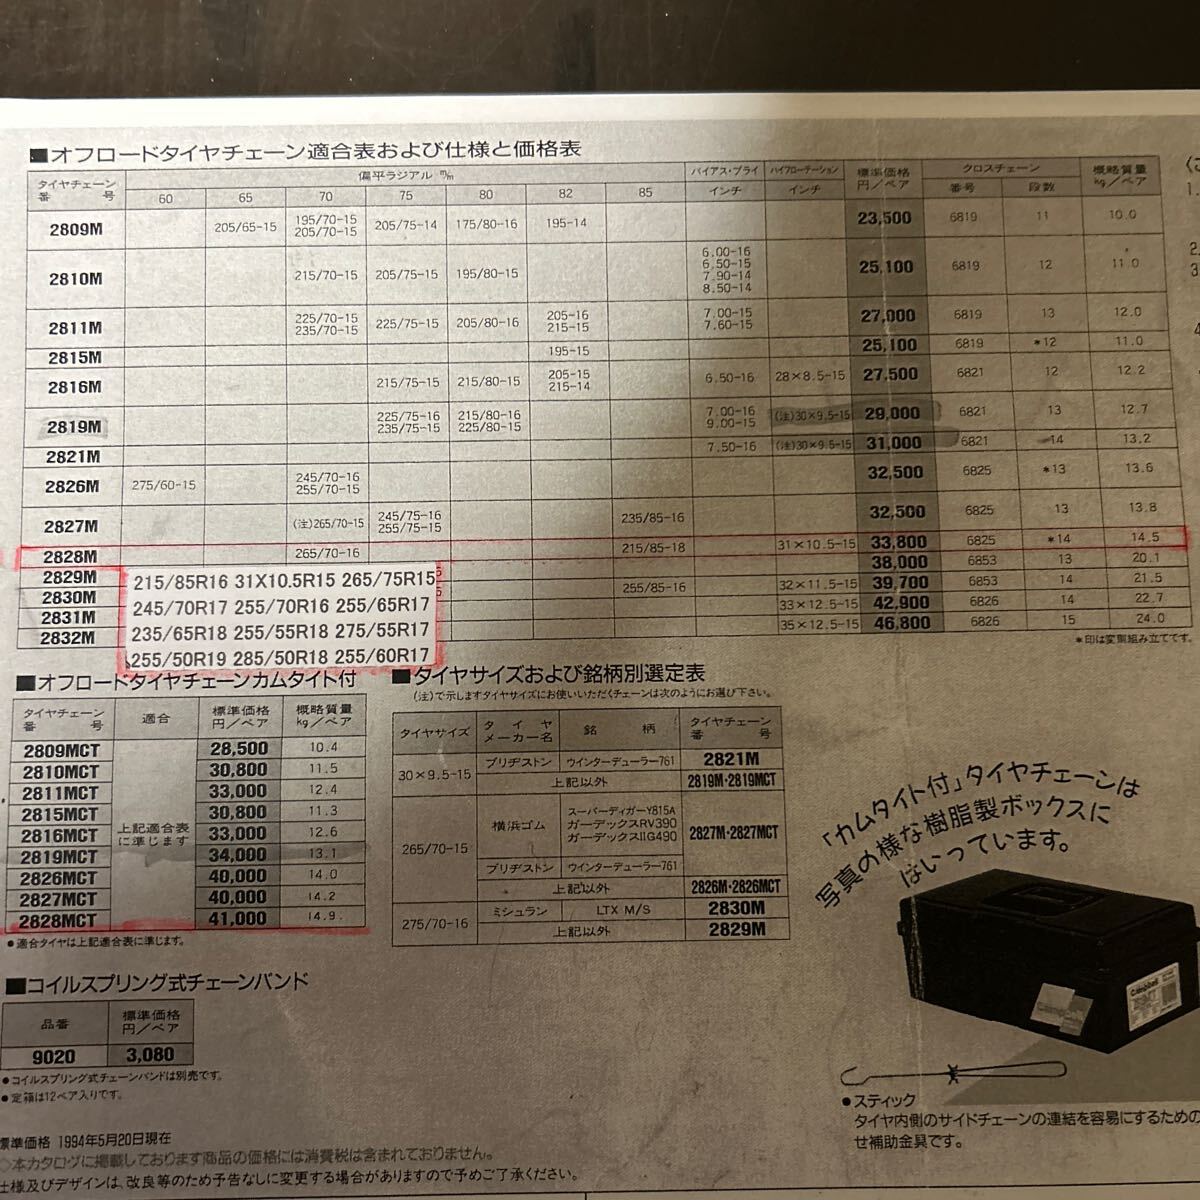 ■オフロードタイヤチェーン適合表および仕様と価格表
タイヤチェーン番号 偏平ラジアル ㎜ バイアス・プライ ハイフローテーション 標準価格 円/ペア クロスチェーン 概略質量 kg/ペア
60 65 70 75 80 82 85 インチ インチ 番号 段数
2809M 205/65-15 195/70-15 205/70-15 205/75-14 175/80-16 195-14 23,500 6819 11 10.0
2810M 215/70-15 205/75-15 195/80-15 6.00-16 6.50-15 7.90-14 8.50-14 25,100 6819 12 11.0
2811M 225/70-15 235/70-15 225/75-15 205/80-16 205-16 215-15 7.00-15 7.60-15 27,000 6819 13 12.0
2815M 195-15 25,100 6819 *12 11.0
2816M 215/75-15 215/80-15 205-15 215-14 6.50-16 28×8.5-15 27,500 6821 12 12.2
2819M 225/75-16 235/75-15 215/80-16 225/80-15 7.00-16 9.00-15 (注)30×9.5-15 29,000 6821 13 12.7
2821M 7.50-16 (注)30×9.5-15 31,000 6821 14 13.2
2826M 275/60-15 245/70-16 255/70-15 32,500 6825 *13 13.6
2827M (注)265/70-15 245/75-16 255/75-15 235/85-16 32,500 6825 13 13.8
2828M 265/70-16 215/85-18 31×10.5-15 33,800 6825 *14 14.5
2829M 38,000 6853 13 20.1
2830M 255/85-16 32×11.5-15 39,700 6853 14 21.5
2831M 33×12.5-15 42,900 6826 14 22.7
2832M 35×12.5-15 46,800 6826 15 24.0
215/85R16 31X10.5R15 265/75R15
245/70R17 255/70R16 255/65R17
235/65R18 255/55R18 275/55R17
255/50R19 285/50R18 255/60R17
*印は変則組み立てです。
■オフロードタイヤチェーンカムタイト付
タイヤチェーン番号 適合 標準価格 円/ペア 概略質量 kg/ペア
2809MCT 28,500 10.4
2810MCT 30,800 11.5
2811MCT 33,000 12.4
2815MCT 30,800 11.3
2816MCT 上記適合表に準じます 33,000 12.6
2819MCT 34,000 13.1
2826MCT 40,000 14.0
2827MCT 40,000 14.2
2828MCT 41,000 14.9
●適合タイヤは上記適合表に準じます。
■タイヤサイズおよび銘柄別選定表
(注)で示しますタイヤサイズにお使いいただくチェーンは次のようにお選び下さい。
タイヤサイズ タイヤメーカー名 銘柄 タイヤチェーン番号
30×9.5-15 ブリヂストン ウインターデューラー761 2821M
上記以外 2819M・2819MCT
265/70-15 横浜ゴム スーパーディガーY815A ガーデックスRV390 ガーデックスIIG490 2827M・2827MCT
ブリヂストン ウインターデューラー761
上記以外 2826M・2826MCT
275/70-16 ミシュラン LTX M/S 2830M
上記以外 2829M
「カムタイト付」タイヤチェーンは
写真の様な樹脂製ボックスに
はいっています。
Campbell
Campbell
■コイルスプリング式チェーンバンド
品番 標準価格 円/ペア
9020 3,080
●コイルスプリング式チェーンバンドは別売です。
●定箱は12ペア入りです。
●スティック
タイヤ内側のサイドチェーンの連結を容易にするための
せ補助金具です。
標準価格 1994年5月20日現在
◇本カタログに掲載しております商品の価格には消費税は含まれておりません。
仕様及びデザインは、改良等のため予告なしに変更する場合がありますので予めご了承ください。
1.
2.
3
4